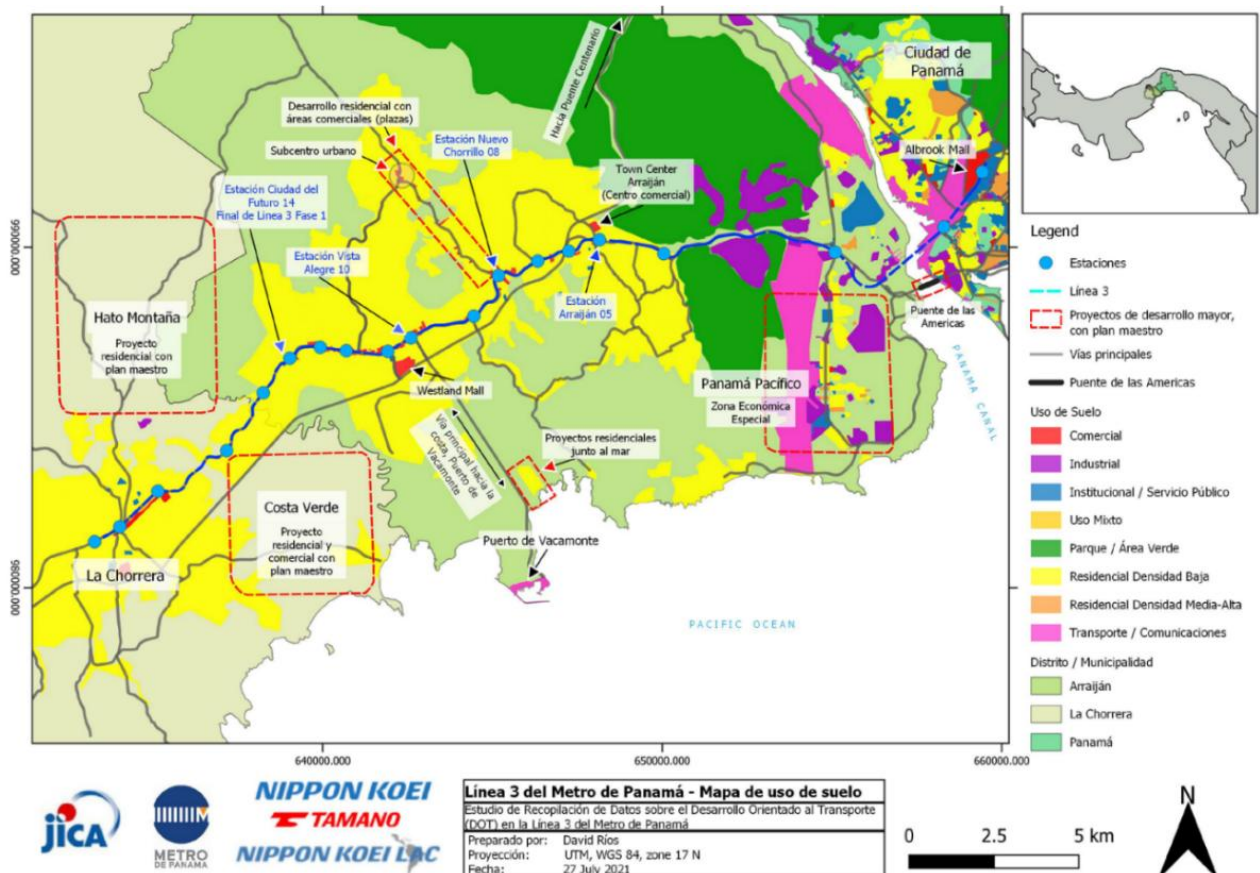 Hacia Puente Centenario
Ciudad de
Panamá
Desarrollo residencial con
áreas comerciales (plazas)
Estación Nuevo
Chorrillo 08
Subcentro urbano
Albrook Mall
Town Center
Arraiján
(Centro comercial)
Estación Ciudad del
Futuro 14
Final de Linea 3 Fase 1
Estación Vista
Alegre 10
Estación
Arraiján 05
Puente de las
Americas
Hato Montaña
Proyecto
residencial con
plan maestro
PANAMA CANAL
Westland Mall
Panamá Pacífico
Zona Económica
Especial
Vía principal hacia la
costa, Puerto de
Vacamonte
Proyectos residenciales
junto al mar
Costa Verde
Proyecto
residencial y
comercial con
plan maestro
Puerto de Vacamonte
La Chorrera
PACIFIC OCEAN
640000.000
650000.000
660000.000
Legend
Estaciones
Línea 3
Proyectos de desarrollo mayor,
con plan maestro
Vías principales
Puente de las Americas
Uso de Suelo
Comercial
Industrial
Institucional / Servicio Público
Uso Mixto
Parque / Área Verde
Residencial Densidad Baja
Residencial Densidad Media-Alta
Transporte / Comunicaciones
Distrito / Municipalidad
Arraiján
La Chorrera
Panamá
JICA
METRO
DE PANAMÁ
NIPPON KOEI
TAMANO
NIPPON KOEI LAC
Línea 3 del Metro de Panamá - Mapa de uso de suelo
Estudio de Recopilación de Datos sobre el Desarrollo Orientado al Transporte
(DOT) en la Línea 3 del Metro de Panamá
Preparado por: David Ríos
Proyección: UTM, WGS 84, zone 17 N
Fecha: 27 July 2021
0 2.5 5 km
N